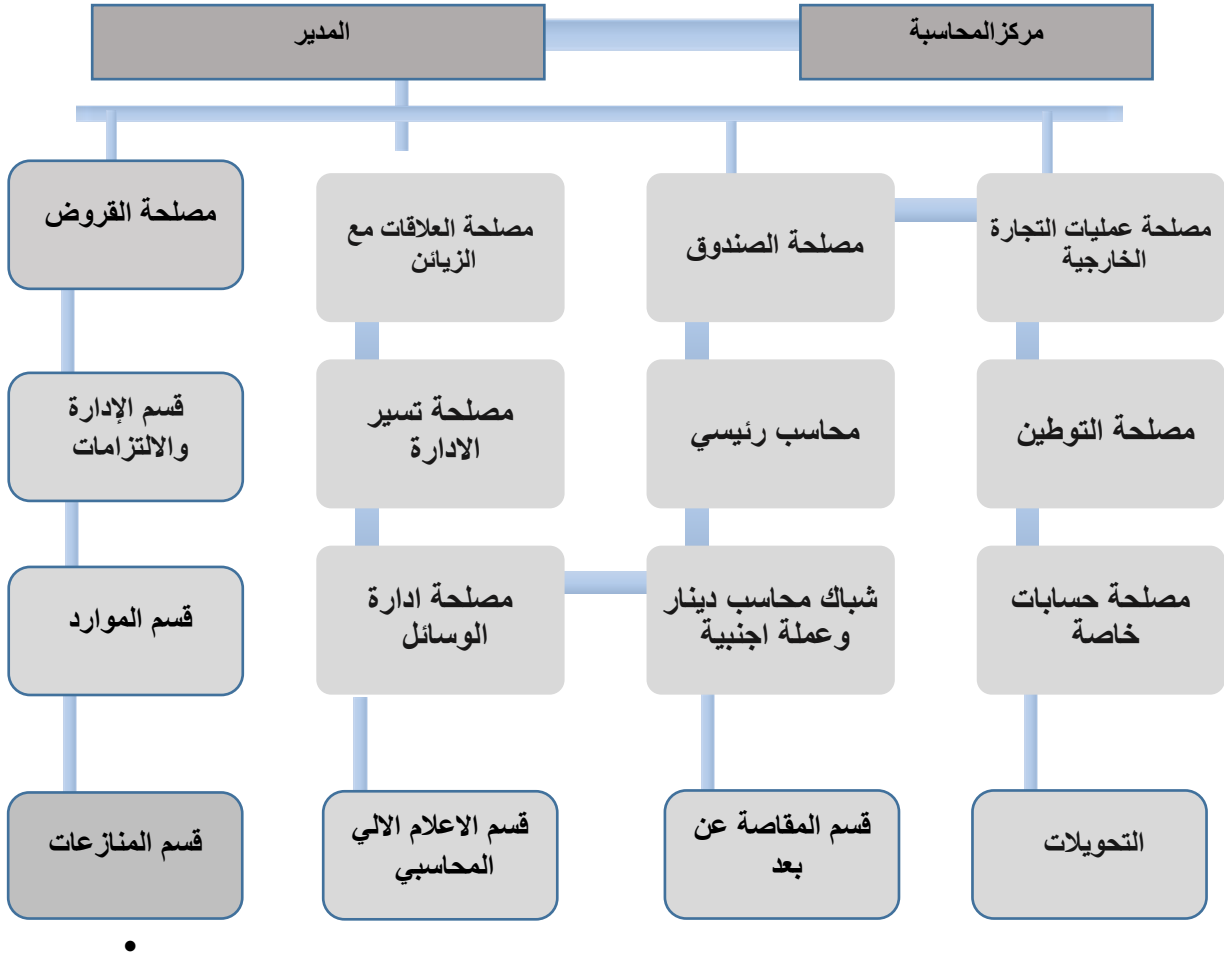 مركز المحاسبة
المدير
مصلحة عمليات التجارة
الخارجية
مصلحة الصندوق
مصلحة العلاقات مع
الزبائن
مصلحة القروض
مصلحة التوطين
محاسب رئيسي
مصلحة تسير
الادارة
قسم الإدارة
والالتزامات
مصلحة حسابات
خاصة
شباك محاسب دينار
وعملة اجنبية
مصلحة ادارة
الوسائل
قسم الموارد
التحويلات
قسم المقاصة عن
بعد
قسم الاعلام الالي
المحاسبي
قسم المنازعات
•